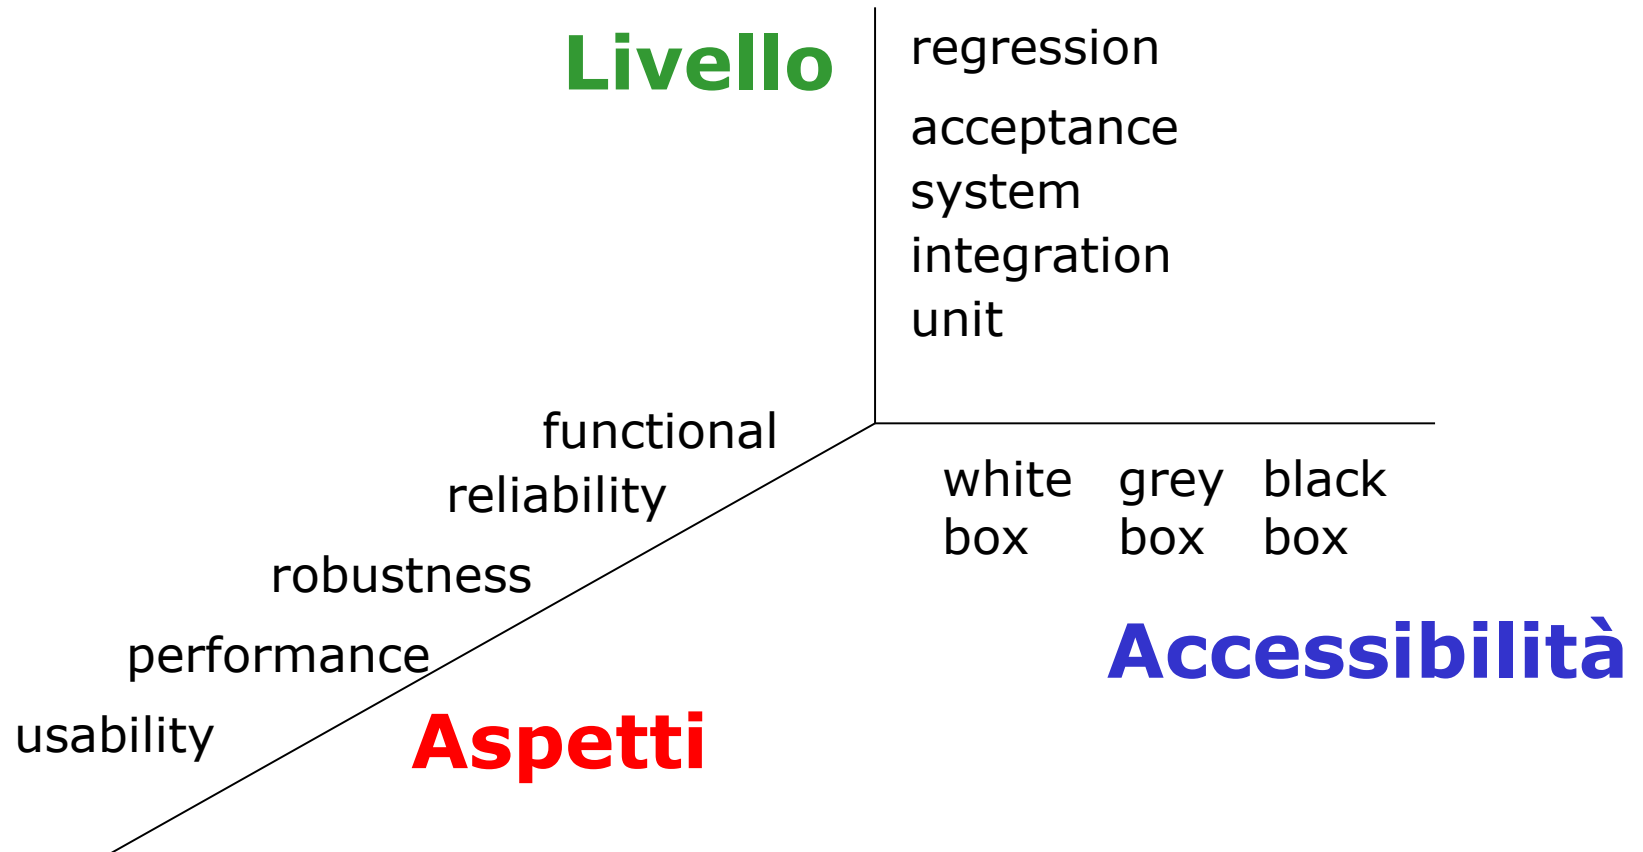 Livello
regression
acceptance
system
integration
unit
functional
reliability
robustness
performance
usability
Aspetti
white grey black
box box box
Accessibilità